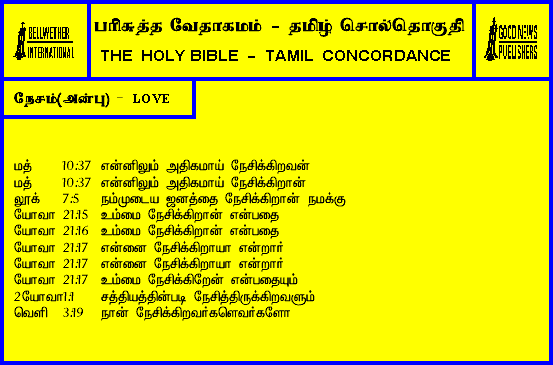 BELLWETHER
INTERNATIONAL
பரிசுத்த வேதாகமம் - தமிழ் சொல்தொகுதி
THE HOLY BIBLE - TAMIL CONCORDANCE
GOOD NEWS
PUBLISHERS
நேசம்(அன்பு) - LOVE
மத் 10:37 என்னிலும் அதிகமாய் நேசிக்கிறவன்
மத் 10:37 என்னிலும் அதிகமாய் நேசிக்கிறான்
லூக் 7:5 நம்முடைய ஜனத்தை நேசிக்கிறான் நமக்கு
யோவா 21:15 உம்மை நேசிக்கிறான் என்பதை
யோவா 21:16 உம்மை நேசிக்கிறான் என்பதை
யோவா 21:17 என்னை நேசிக்கிறாயா என்றார்
யோவா 21:17 என்னை நேசிக்கிறாயா என்றார்
யோவா 21:17 உம்மை நேசிக்கிறேன் என்பதையும்
2யோவா1:1 சத்தியத்தின்படி நேசித்திருக்கிறவளும்
வெளி 3:19 நான் நேசிக்கிறவர்களெவர்களோ